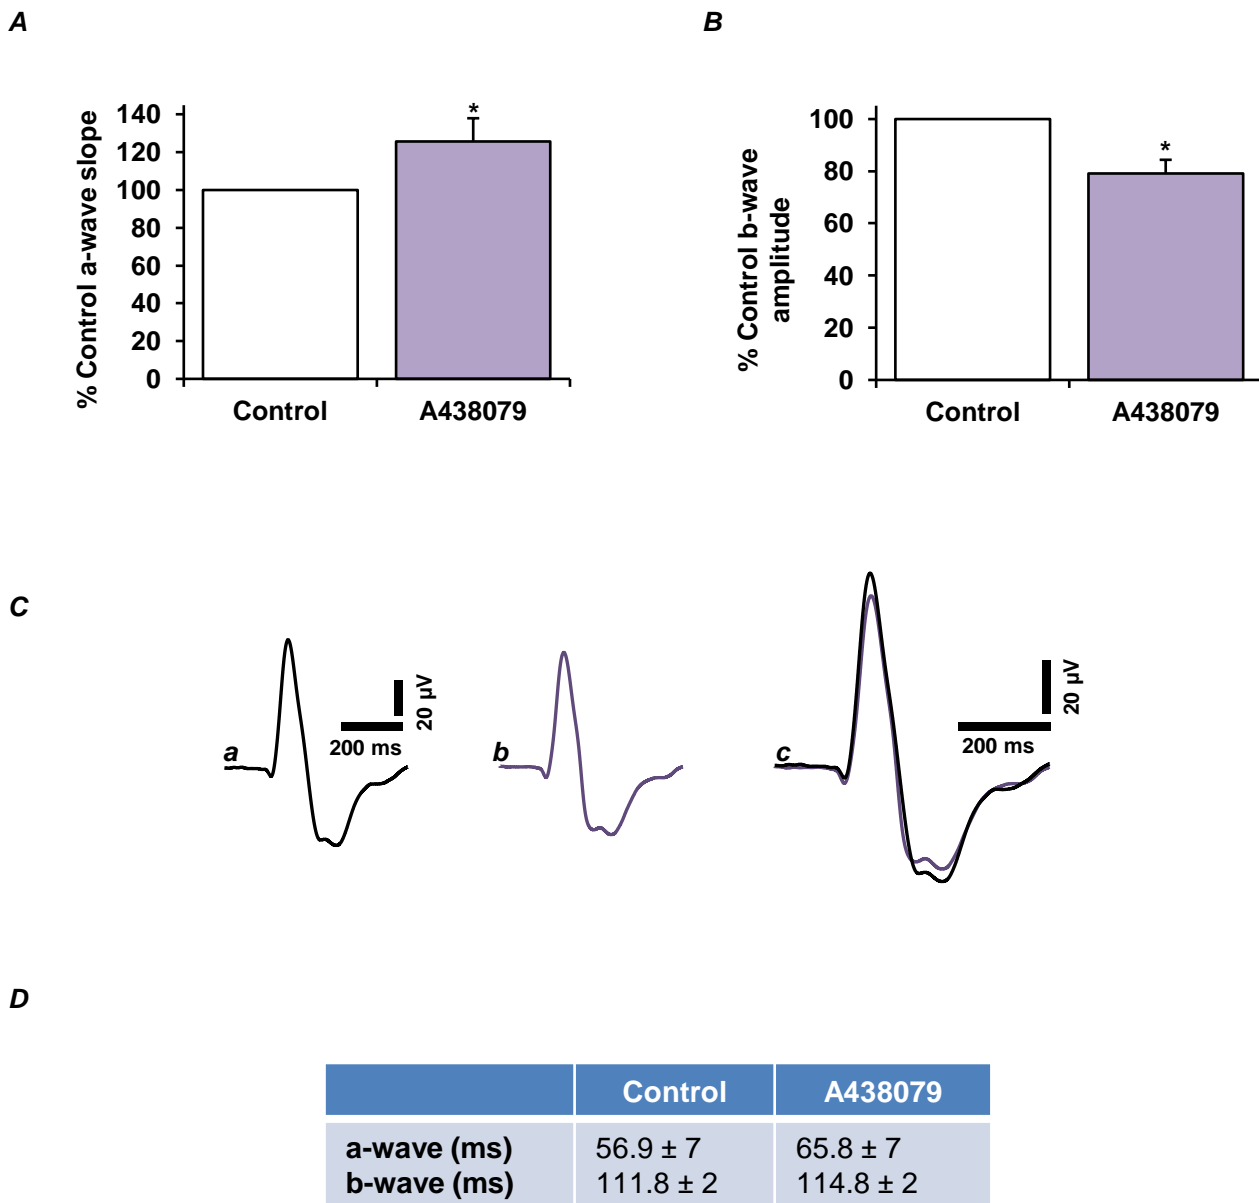 A
B
% Control a-wave slope
140
120
100
80
60
40
20
0
*
Control
A438079
% Control b-wave
amplitude
100
80
60
40
20
0
*
Control
A438079
C
a
20 µV
200 ms
b
c
20 µV
200 ms
D
Control A438079
a-wave (ms) 56.9 ± 7 65.8 ± 7
b-wave (ms) 111.8 ± 2 114.8 ± 2